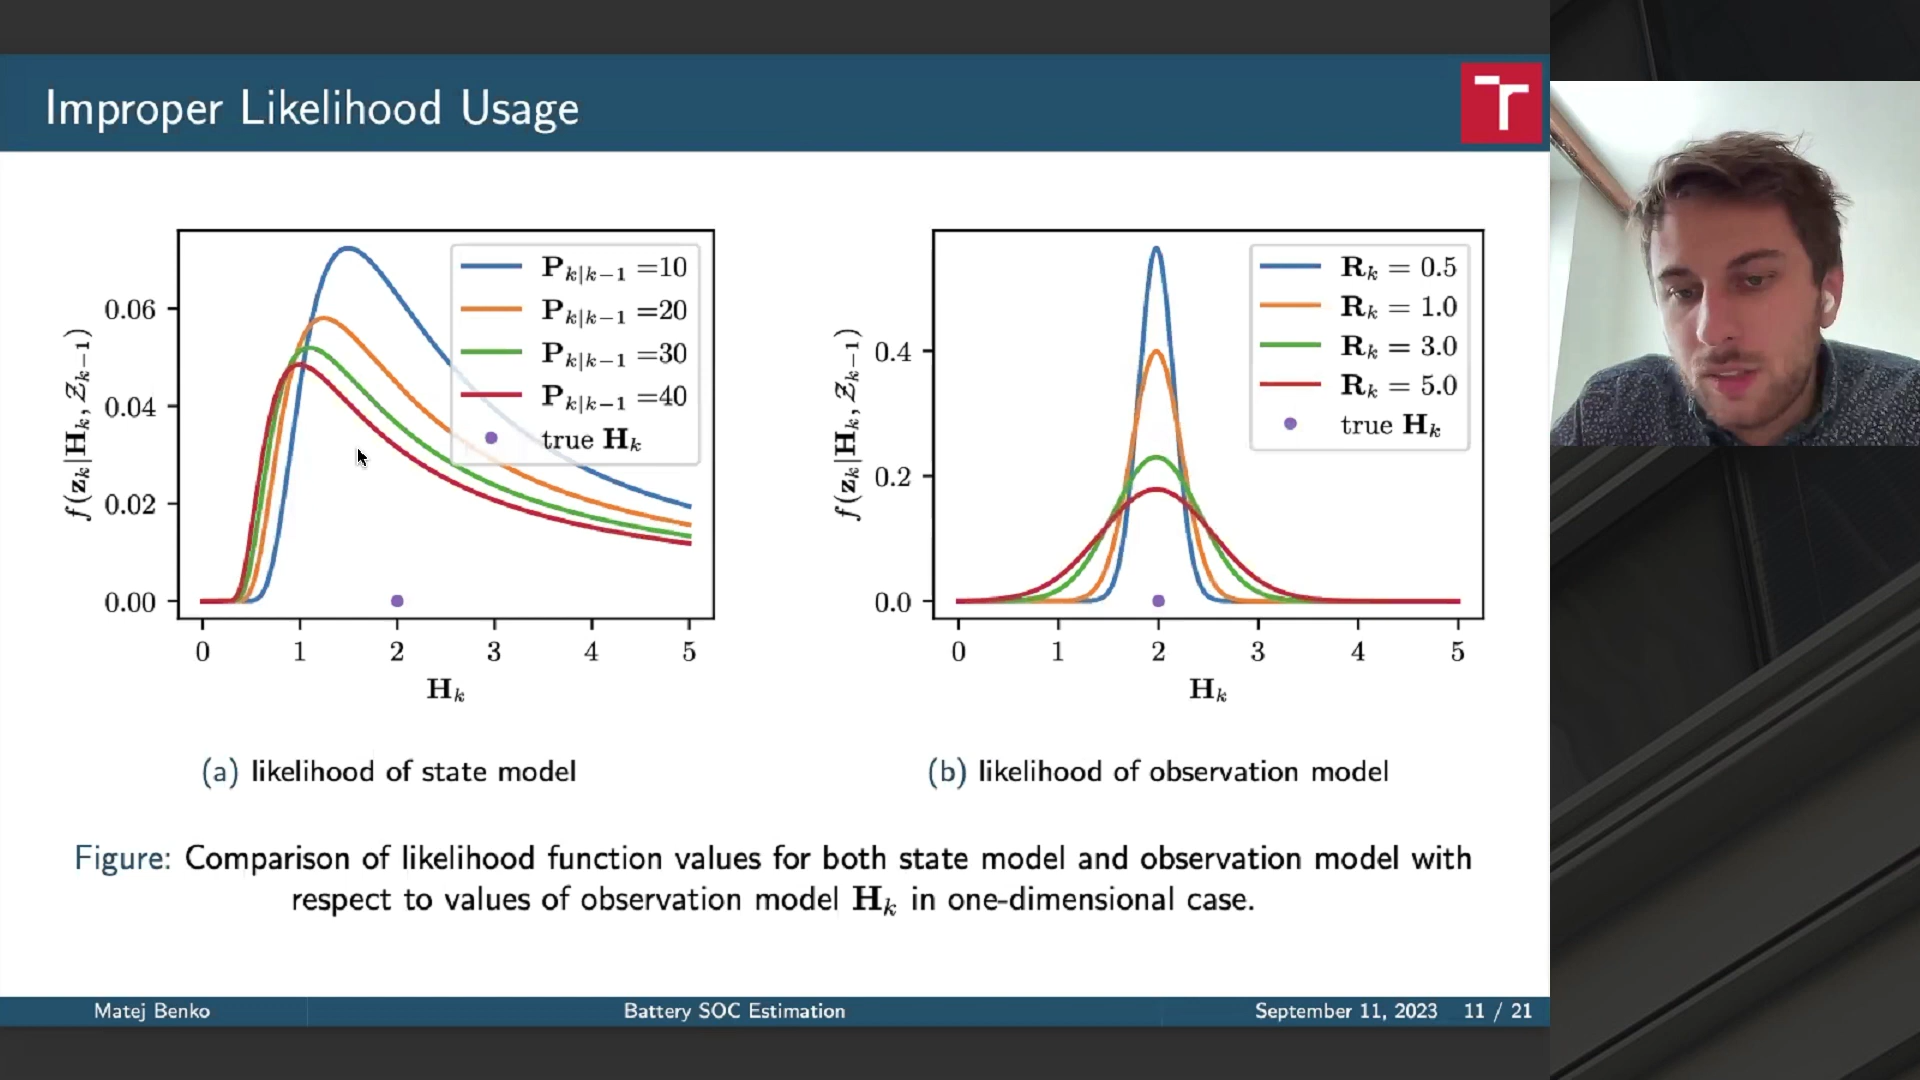 Improper Likelihood Usage
f(z_k|H_k, Z_{k−1})
0.06
0.04
0.02
0.00
P_{k|k−1} =10
P_{k|k−1} =20
P_{k|k−1} =30
P_{k|k−1} =40
true H_k
0 1 2 3 4 5
H_k
(a) likelihood of state model
f(z_k|H_k, Z_{k−1})
0.4
0.2
0.0
R_k = 0.5
R_k = 1.0
R_k = 3.0
R_k = 5.0
true H_k
0 1 2 3 4 5
H_k
(b) likelihood of observation model
Figure: Comparison of likelihood function values for both state model and observation model with
respect to values of observation model H_k in one-dimensional case.
Matej Benko Battery SOC Estimation September 11, 2023 11 / 21